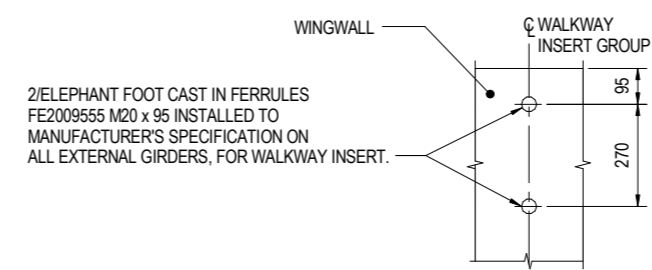 WINGWALL
℄ WALKWAY
INSERT GROUP
2/ELEPHANT FOOT CAST IN FERRULES
FE2009555 M20 x 95 INSTALLED TO
MANUFACTURER'S SPECIFICATION ON
ALL EXTERNAL GIRDERS, FOR WALKWAY INSERT.
95
270